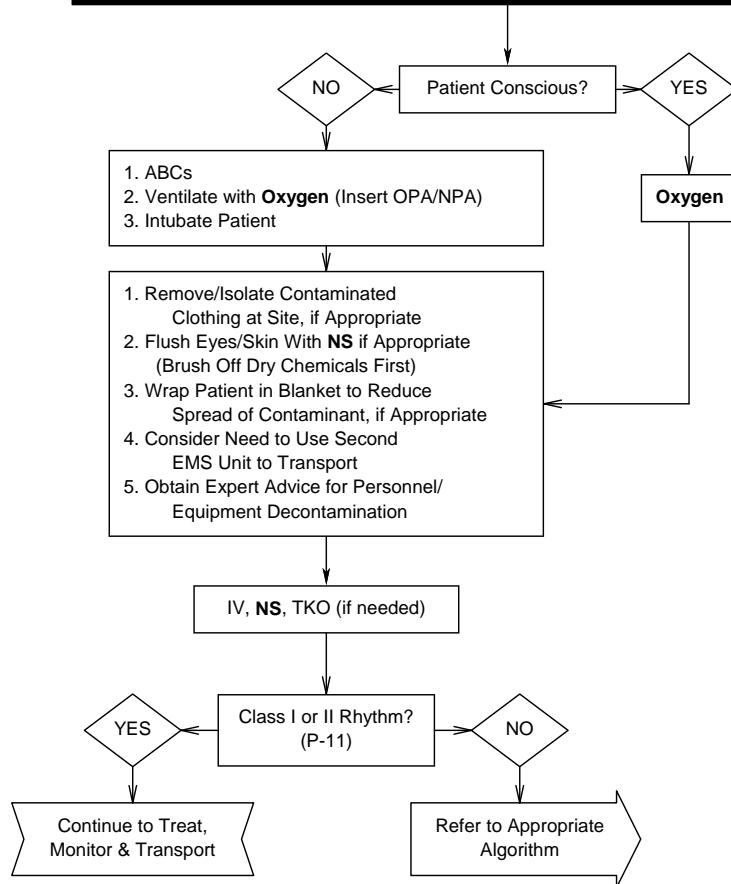 Patient Conscious?
NO
YES
1. ABCs
2. Ventilate with Oxygen (Insert OPA/NPA)
3. Intubate Patient
Oxygen
1. Remove/Isolate Contaminated
Clothing at Site, if Appropriate
2. Flush Eyes/Skin With NS if Appropriate
(Brush Off Dry Chemicals First)
3. Wrap Patient in Blanket to Reduce
Spread of Contaminant, if Appropriate
4. Consider Need to Use Second
EMS Unit to Transport
5. Obtain Expert Advice for Personnel/
Equipment Decontamination
IV, NS, TKO (if needed)
Class I or II Rhythm?
(P-11)
YES
NO
Continue to Treat,
Monitor & Transport
Refer to Appropriate
Algorithm